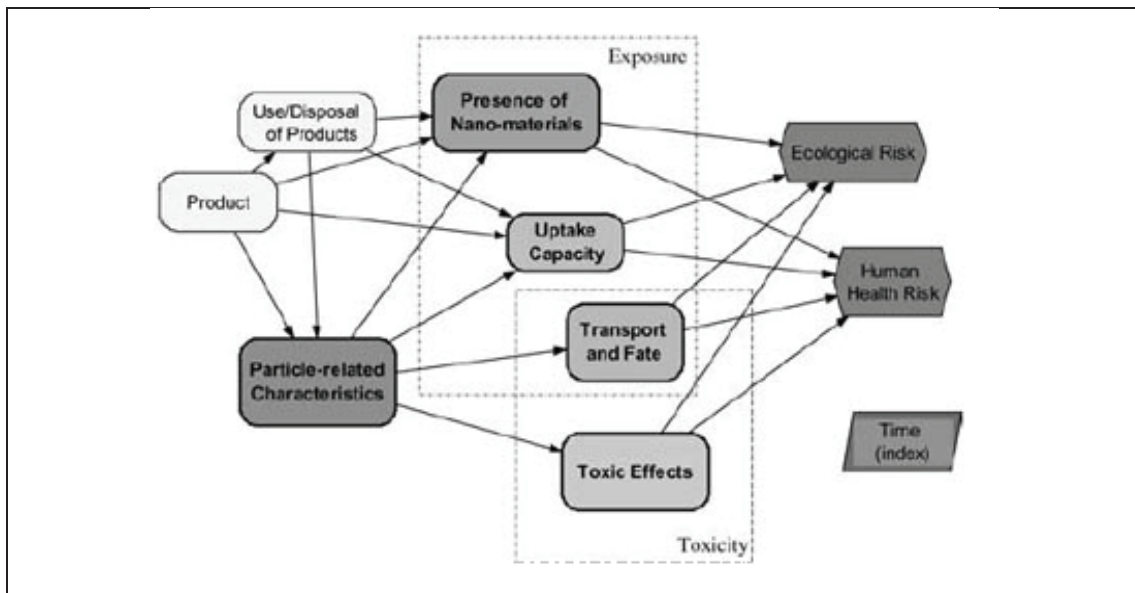 Exposure
Presence of
Nano-materials
Use/Disposal
of Products
Ecological Risk
Product
Uptake
Capacity
Human
Health Risk
Transport
and Fate
Particle-related
Characteristics
Time
(index)
Toxic Effects
Toxicity